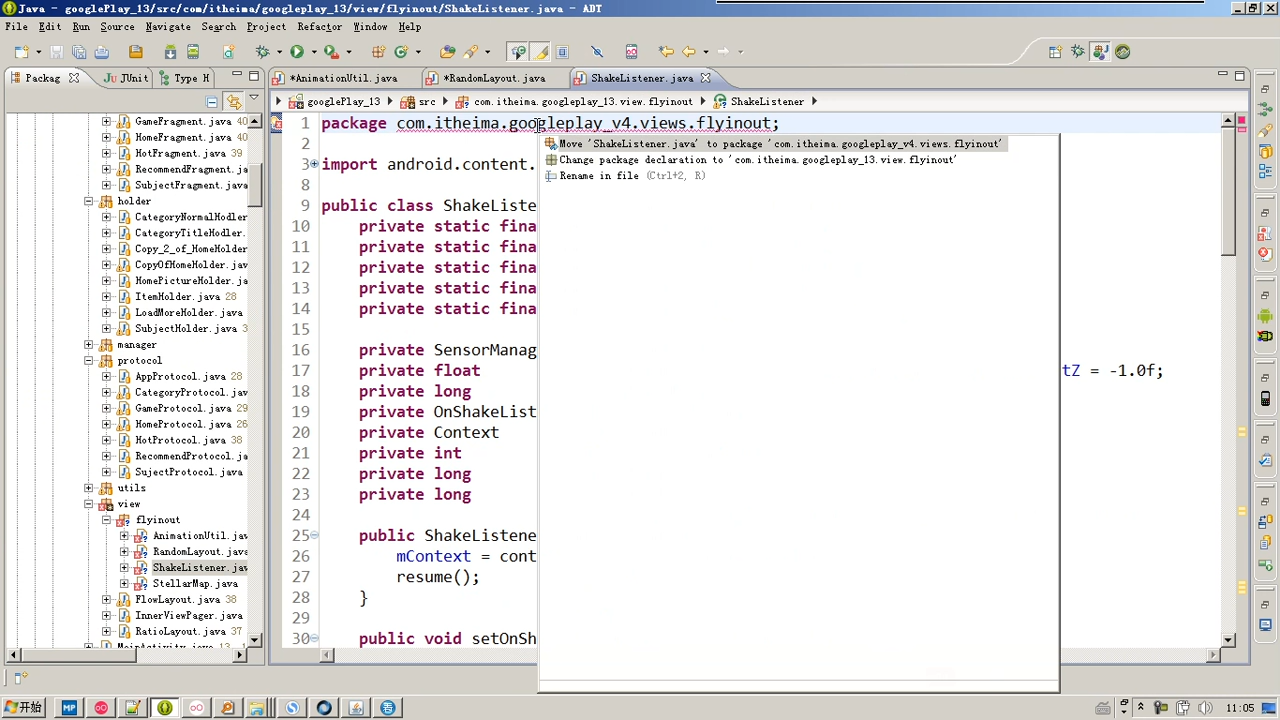 Java - googlePlay_13/src/com/itheima/googleplay_13/view/flyinout/ShakeListener.java - ADT
File Edit Run Source Navigate Search Project Refactor Window Help
Packag JUnit Type H
*AnimationUtil.java *RandomLayout.java ShakeListener.java
googlePlay_13 src com.itheima.googleplay_13.view.flyinout ShakeListener
GameFragment.java 40
HomeFragment.java 40
HotFragment.java 39
RecommendFragment.java
SubjectFragment.java
holder
CategoryNormalHodler
CategoryTitleHodler.
Copy_2_of_HomeHolder
CopyOfHomeHolder.jav
HomePictureHolder.ja
ItemHolder.java 28
LoadMoreHolder.java
SubjectHolder.java 3
manager
protocol
AppProtocol.java 28
CategoryProtocol.jav
GameProtocol.java 29
HomeProtocol.java 2
HotProtocol.java 38
RecommendProtocol.ja
SujectProtocol.java
utils
view
flyinout
AnimationUtil.jav
RandomLayout.java
ShakeListener.jav
StellarMap.java
FlowLayout.java 38
InnerViewPager.java
RatioLayout.java 37
1 package com.itheima.googleplay_v4.views.flyinout;
2
3 import android.content.
8
9 public class ShakeListe
10 private static fina
11 private static fina
12 private static fina
13 private static fina
14 private static fina
15
16 private SensorManag
17 private float tZ = -1.0f;
18 private long
19 private OnShakeList
20 private Context
21 private int
22 private long
23 private long
24
25 public ShakeListene
26 mContext = cont
27 resume();
28 }
29
30 public void setOnSh
Move 'ShakeListener.java' to package 'com.itheima.googleplay_v4.views.flyinout'
Change package declaration to 'com.itheima.googleplay_13.view.flyinout'
Rename in file (Ctrl+2, R)
开始 11:05